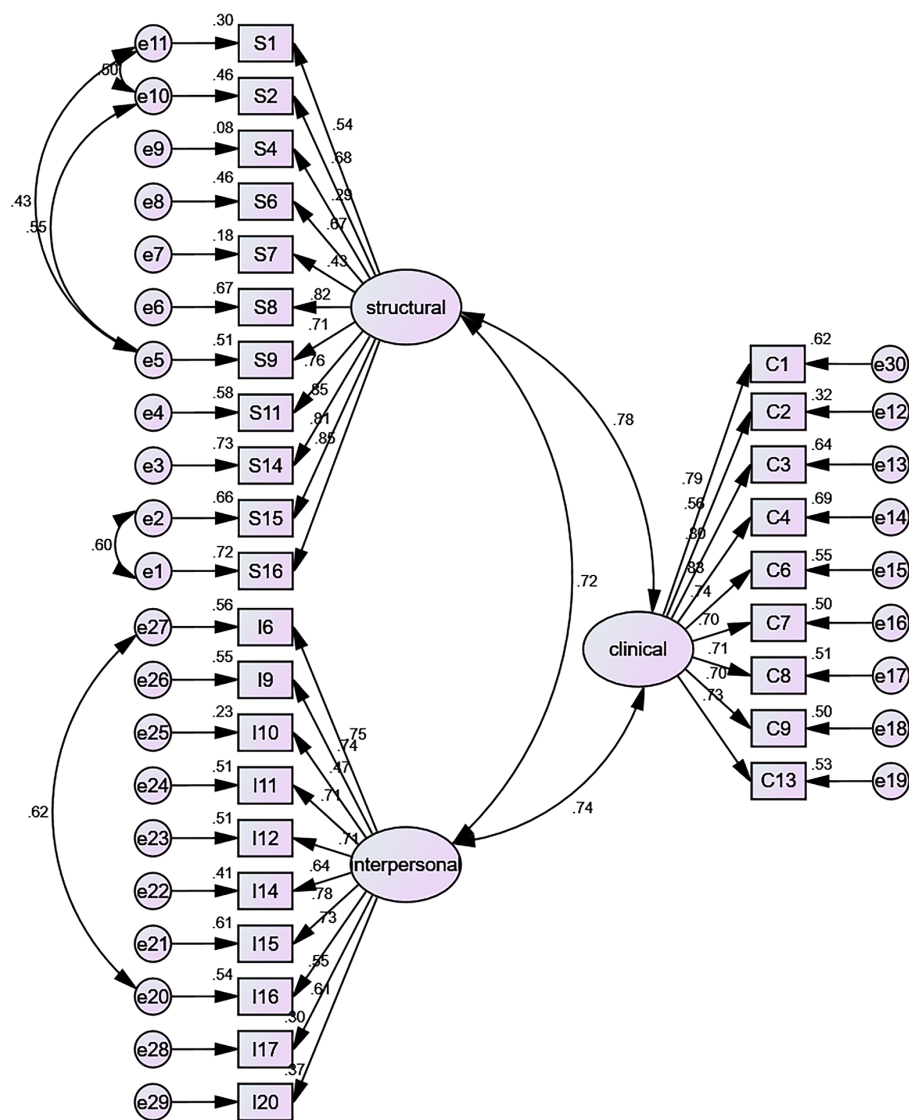 .30
e11
S1
.50
.46
e10
S2
.54
.08
e9
S4
.68
.46
e8
S6
.29
.43
.67
.55
.18
e7
S7
.43
.67
e6
S8
.82
structural
.71
.51
e5
S9
.76
.58
e4
S11
.85
.81
.78
.73
e3
S14
.85
.66
e2
S15
.60
.72
e1
S16
.72
.62
C1
e30
.32
C2
e12
.64
C3
e13
.79
.56
.69
C4
e14
.80
.55
C6
e15
.83
.74
.50
C7
e16
.70
clinical
.71
.51
C8
e17
.70
.73
.50
C9
e18
.53
C13
e19
.56
e27
I6
.55
e26
I9
.23
e25
I10
.75
.74
.47
.51
e24
I11
.71
.62
.74
.51
e23
I12
.71
interpersonal
.41
e22
I14
.64
.78
.61
e21
I15
.73
.54
e20
I16
.55
.61
.30
e28
I17
.37
e29
I20